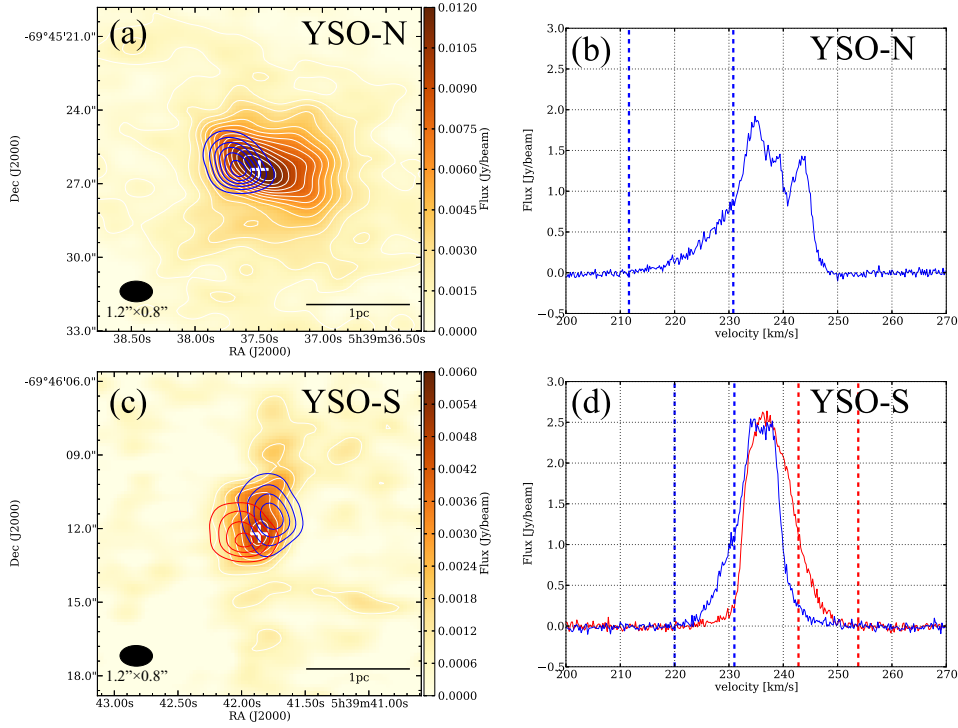 (a) YSO-N
-69°45'21.0"
24.0"
27.0"
30.0"
33.0"
Dec (J2000)
38.50s 38.00s 37.50s 37.00s 5h39m36.50s
RA (J2000)
1.2"×0.8"
1pc
0.0120
0.0105
0.0090
0.0075
0.0060
0.0045
0.0030
0.0015
0.0000
Flux (Jy/beam)
(b) YSO-N
3.0
2.5
2.0
1.5
1.0
0.5
0.0
−0.5
Flux [Jy/beam]
200 210 220 230 240 250 260 270
velocity [km/s]
(c) YSO-S
-69°46'06.0"
09.0"
12.0"
15.0"
18.0"
Dec (J2000)
43.00s 42.50s 42.00s 41.50s 5h39m41.00s
RA (J2000)
1.2"×0.8"
1pc
0.0060
0.0054
0.0048
0.0042
0.0036
0.0030
0.0024
0.0018
0.0012
0.0006
0.0000
Flux (Jy/beam)
(d) YSO-S
3.0
2.5
2.0
1.5
1.0
0.5
0.0
−0.5
Flux [Jy/beam]
200 210 220 230 240 250 260 270
velocity [km/s]